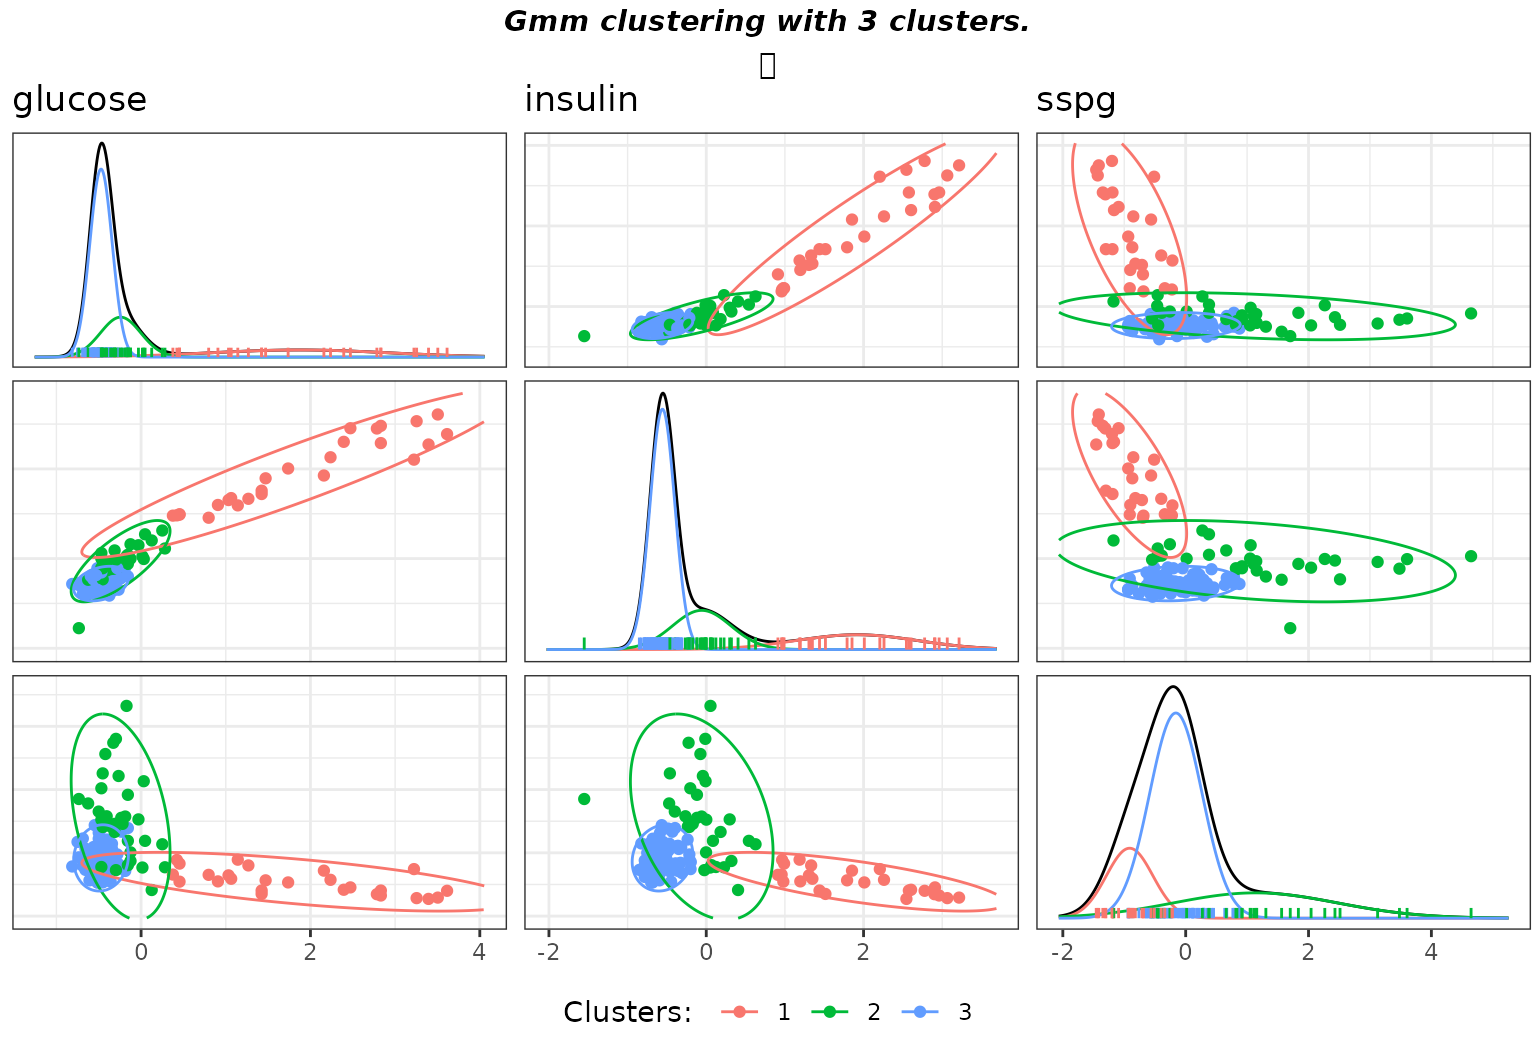 Gmm clustering with 3 clusters.
glucose insulin sspg
0 2 4 -2 0 2 -2 0 2 4
Clusters: 1 2 3